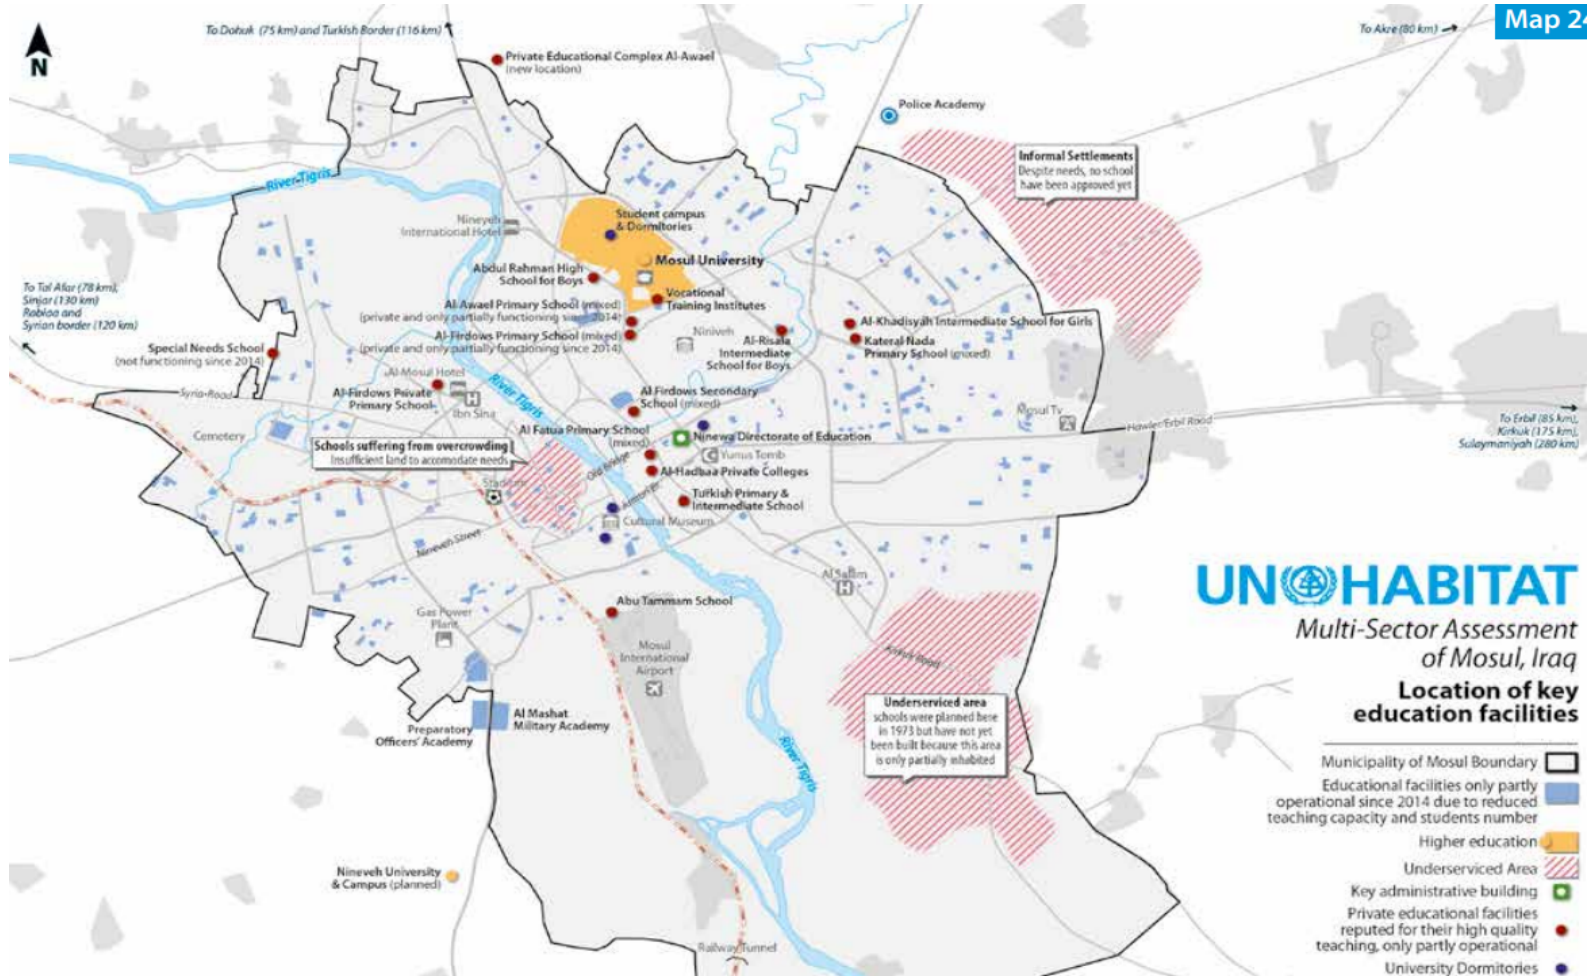 Map 24
To Dohuk (75 km) and Turkish Border (116 km)
To Akre (80 km)
N
Private Educational Complex Al-Awael
(new location)
Police Academy
Informal Settlements
Despite needs, no school
have been approved yet
River Tigris
Nineveh
International Hotel
Student campus
& Dormitories
Mosul University
Abdul Rahman High
School for Boys
Vocational
Training Institutes
To Tal Afar (78 km),
Sinjar (130 km)
Rabiaa and
Syrian border (120 km)
Al-Awael Primary School (mixed)
(private and only partially functioning since 2014)
Al-Firdows Primary School (mixed)
(private and only partially functioning since 2014)
Niniveh
Al-Risala
Intermediate
School for Boys
Al-Khadisyah Intermediate School for Girls
Kateral Nada
Primary School (mixed)
Special Needs School
(not functioning since 2014)
Al-Mosul Hotel
Al-Firdows Private
Primary School
Ibn Sina
Syria Road
River Tigris
Al Firdows Secondary
School (mixed)
Mosul Tv
Hawler/Erbil Road
To Erbil (85 km),
Kirkuk (175 km),
Sulaymaniyah (280 km)
Cemetery
Al Fatua Primary School
(mixed)
Ninewa Directorate of Education
Yunus Tomb
Schools suffering from overcrowding
Insufficient land to accomodate needs
Old Bridge
Al-Hadbaa Private Colleges
Stadium
Turkish Primary &
Intermediate School
Cultural Museum
Nineveh Street
Al Salam
Abu Tammam School
Gas Power
Plant
Mosul
International
Airport
Kirkuk Road
Underserviced area
schools were planned here
in 1973 but have not yet
been built because this area
is only partially inhabited
Al Mashat
Military Academy
Preparatory
Officers' Academy
River Tigris
Nineveh University
& Campus (planned)
Railway Tunnel
UN HABITAT
Multi-Sector Assessment
of Mosul, Iraq
Location of key
education facilities
Municipality of Mosul Boundary
Educational facilities only partly
operational since 2014 due to reduced
teaching capacity and students number
Higher education
Underserviced Area
Key administrative building
Private educational facilities
reputed for their high quality
teaching, only partly operational
University Dormitories